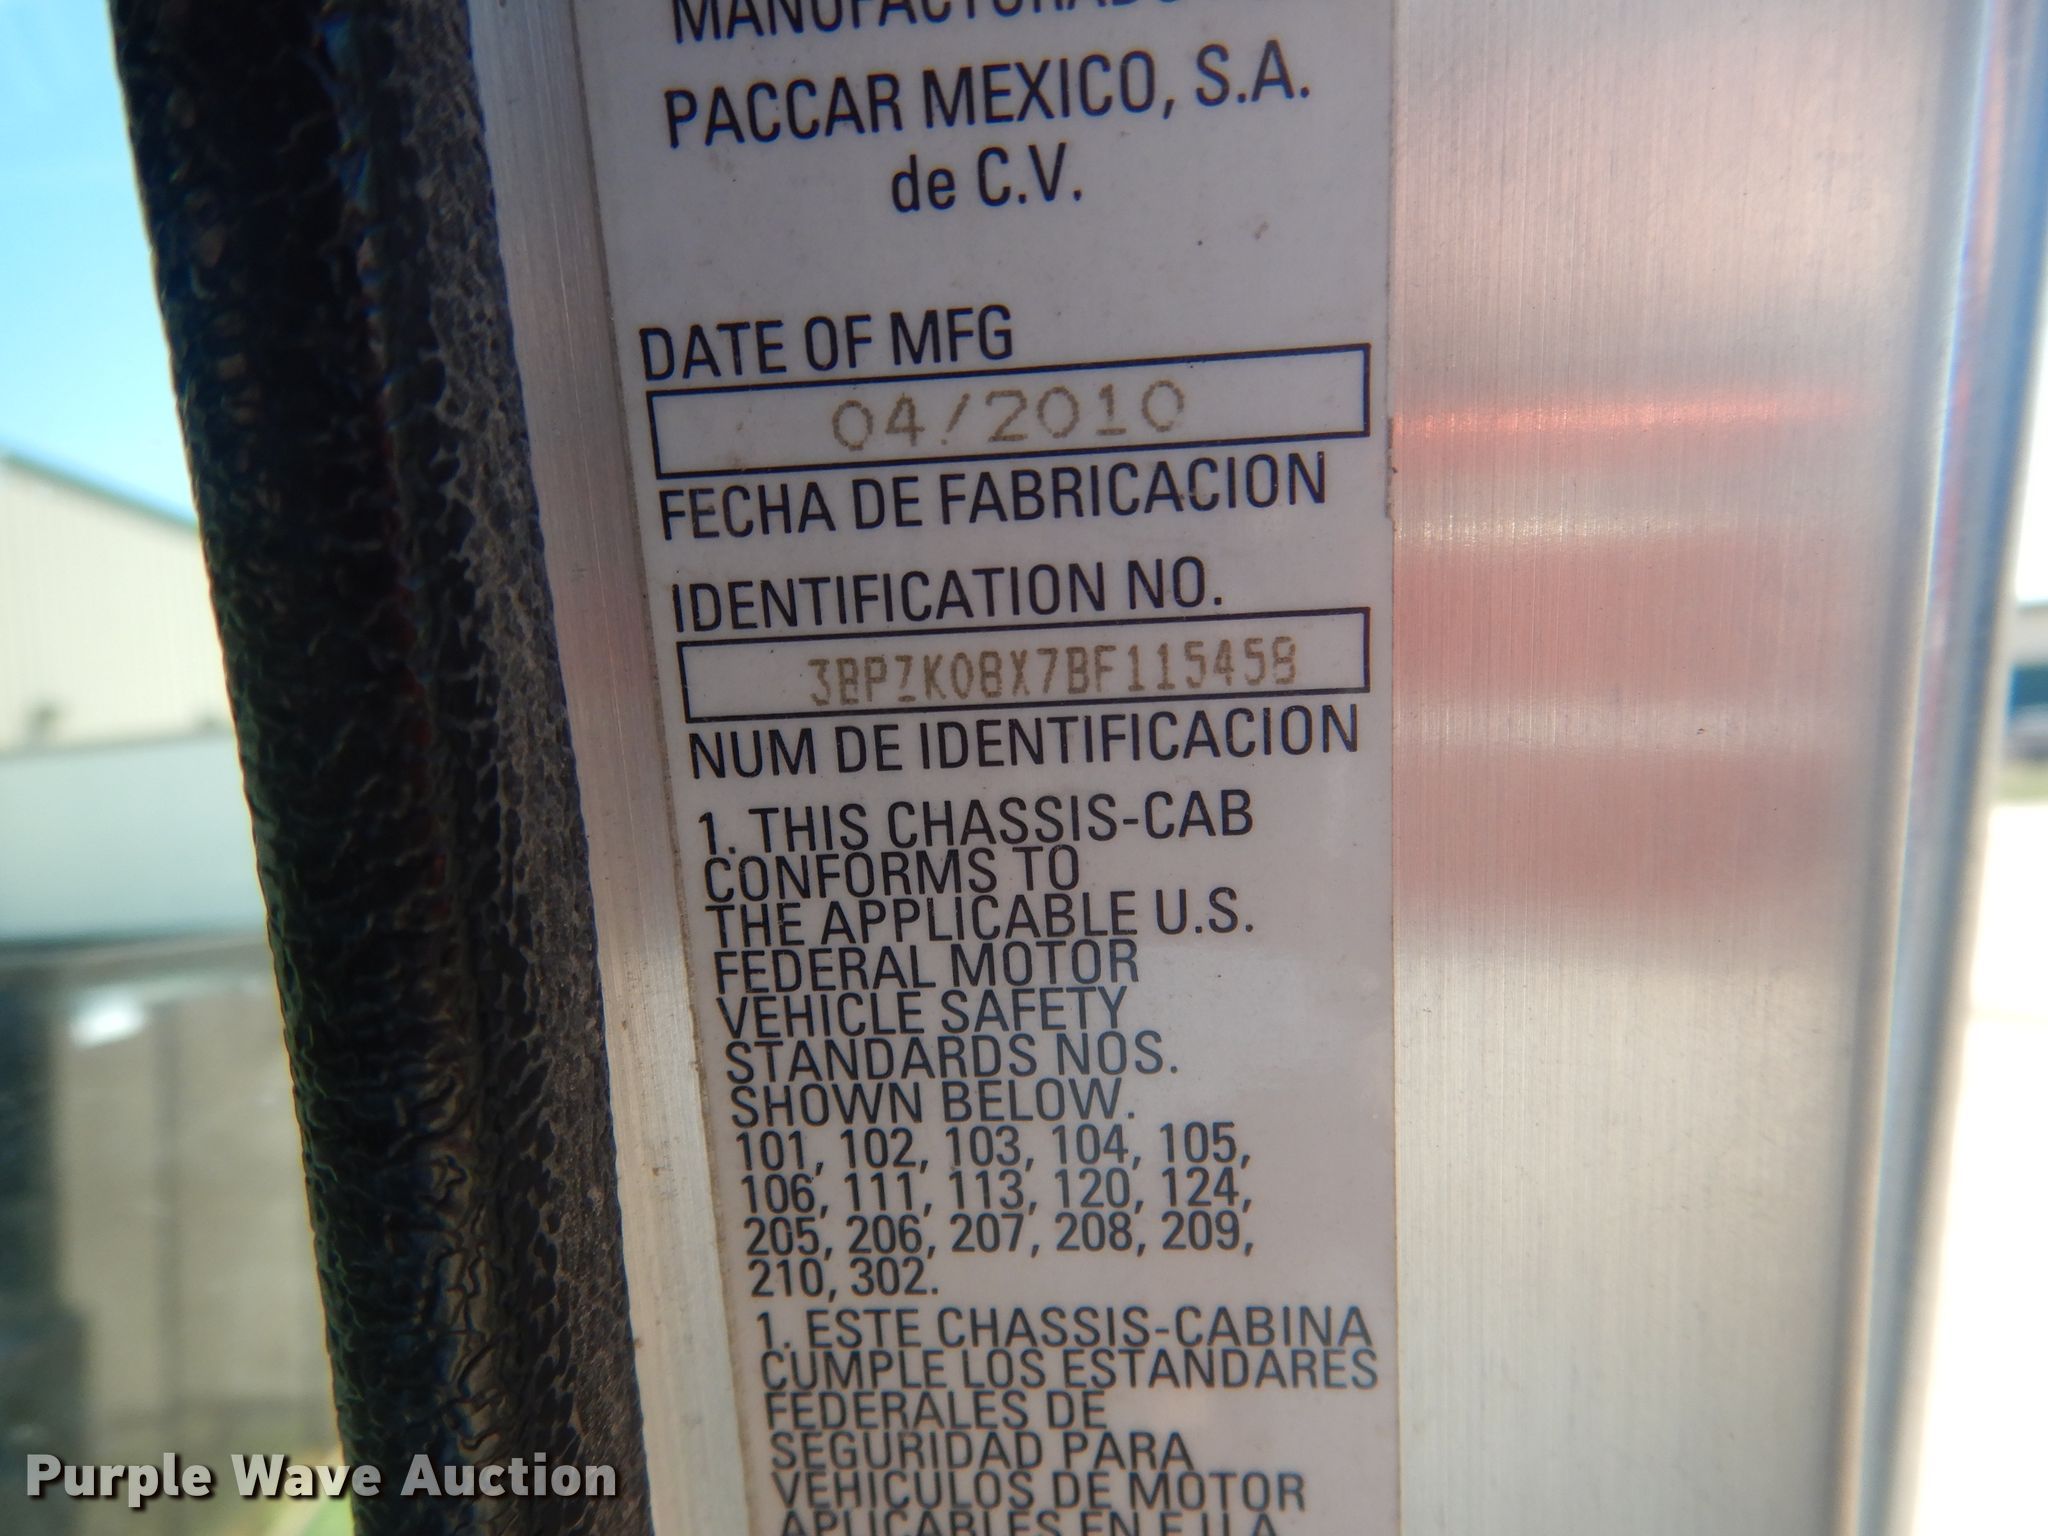 MANUFACTURADO
PACCAR MEXICO, S.A.
de C.V.
DATE OF MFG
04/2010
FECHA DE FABRICACION
IDENTIFICATION NO.
3BPZK08X7BF115458
NUM DE IDENTIFICACION
1. THIS CHASSIS-CAB
CONFORMS TO
THE APPLICABLE U.S.
FEDERAL MOTOR
VEHICLE SAFETY
STANDARDS NOS.
SHOWN BELOW.
101, 102, 103, 104, 105,
106, 111, 113, 120, 124,
205, 206, 207, 208, 209,
210, 302.
1. ESTE CHASSIS-CABINA
CUMPLE LOS ESTANDARES
FEDERALES DE
SEGURIDAD PARA
VEHICULOS DE MOTOR
APLICABLES EN E.U.A.
Purple Wave Auction